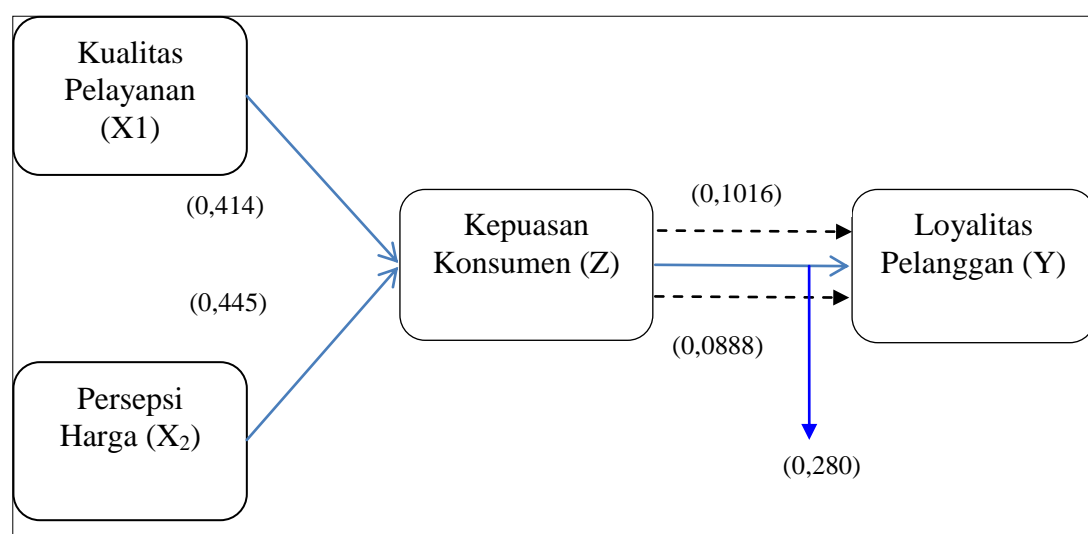 Kualitas
Pelayanan
(X1)
(0,414)
(0,445)
Persepsi
Harga (X₂)
Kepuasan
Konsumen (Z)
(0,1016)
(0,0888)
(0,280)
Loyalitas
Pelanggan (Y)